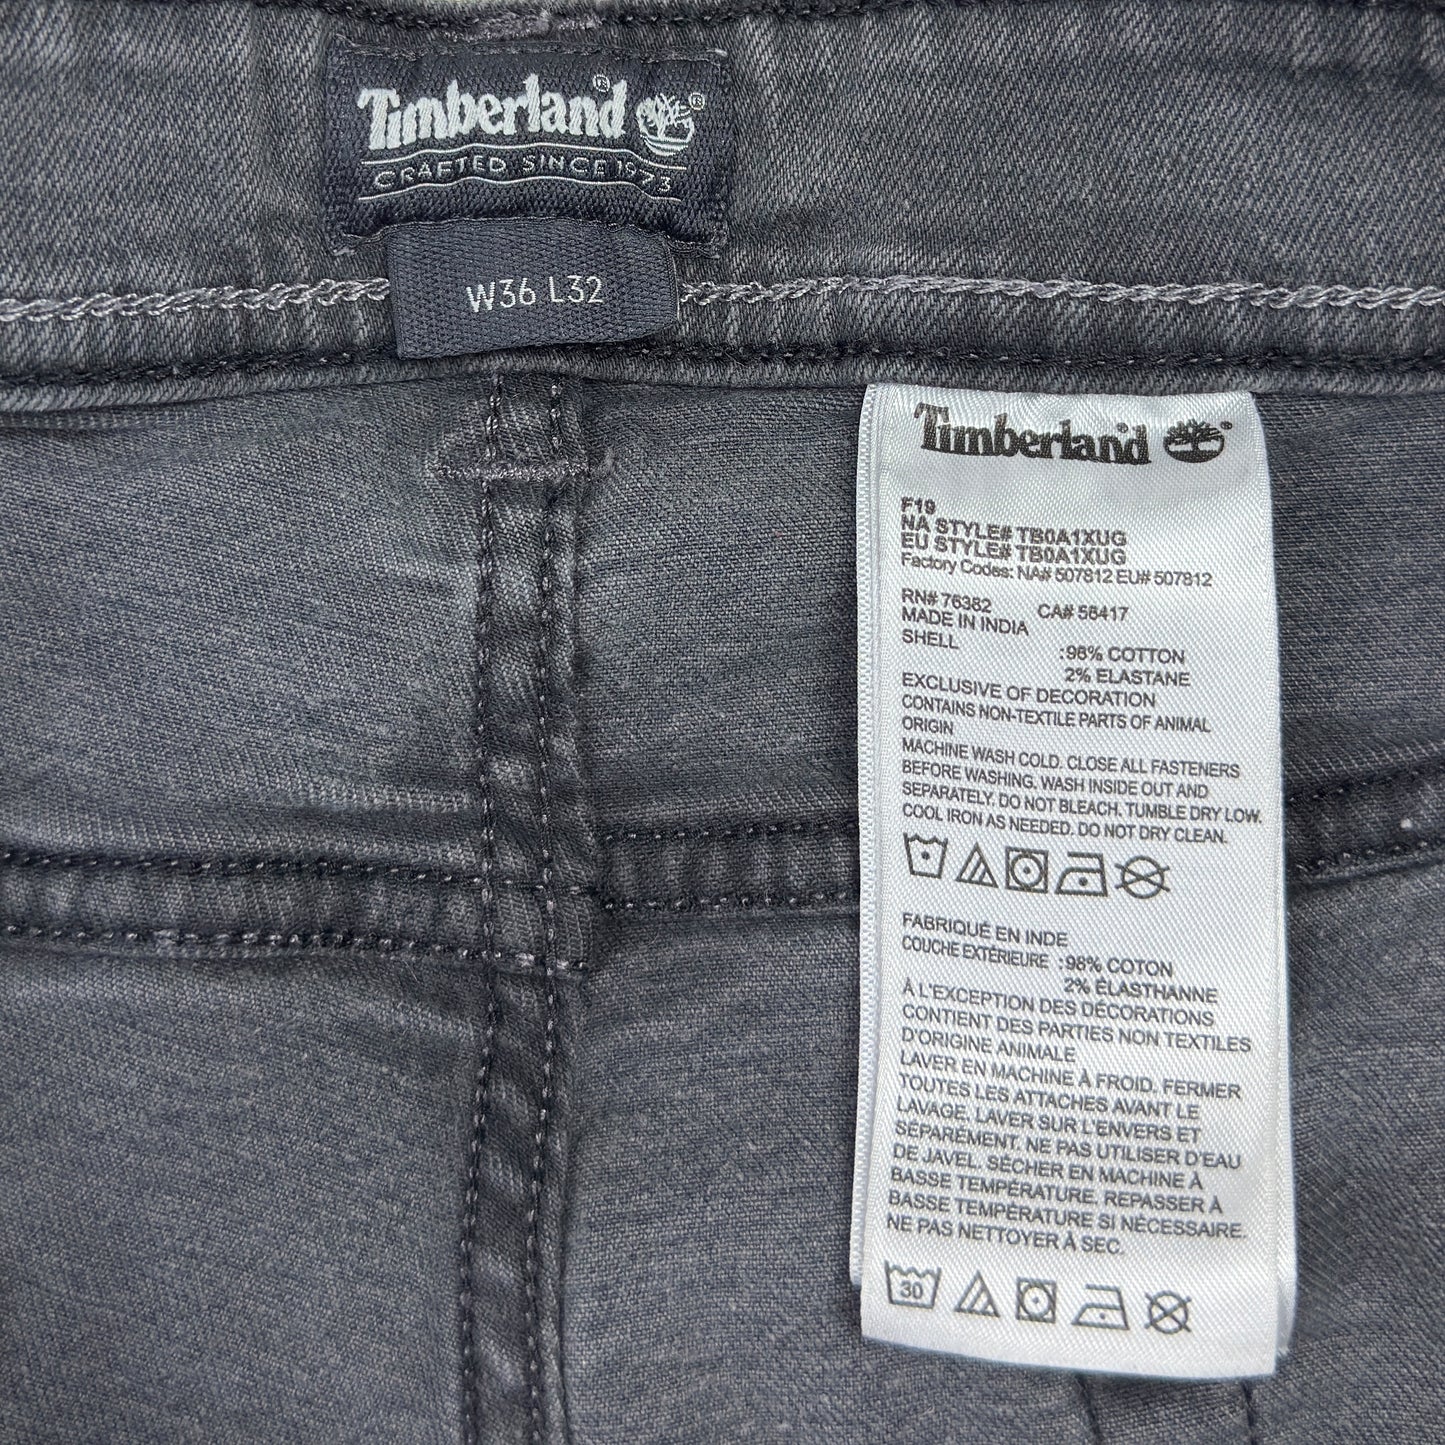 Timberland
CRAFTED SINCE 1973
W36 L32
Timberland
F19
NA STYLE# TB0A1XUG
EU STYLE# TB0A1XUG
Factory Codes: NA# 507812 EU# 507812
RN# 76382 CA# 56417
MADE IN INDIA
SHELL :98% COTTON
2% ELASTANE
EXCLUSIVE OF DECORATION
CONTAINS NON-TEXTILE PARTS OF ANIMAL
ORIGIN
MACHINE WASH COLD. CLOSE ALL FASTENERS
BEFORE WASHING. WASH INSIDE OUT AND
SEPARATELY. DO NOT BLEACH. TUMBLE DRY LOW.
COOL IRON AS NEEDED. DO NOT DRY CLEAN.
FABRIQUÉ EN INDE
COUCHE EXTÉRIEURE :98% COTON
2% ÉLASTHANNE
À L'EXCEPTION DES DÉCORATIONS
CONTIENT DES PARTIES NON TEXTILES
D'ORIGINE ANIMALE
LAVER EN MACHINE À FROID. FERMER
TOUTES LES ATTACHES AVANT LE
LAVAGE. LAVER SUR L'ENVERS ET
SÉPARÉMENT. NE PAS UTILISER D'EAU
DE JAVEL. SÉCHER EN MACHINE À
BASSE TEMPÉRATURE. REPASSER À
BASSE TEMPÉRATURE SI NÉCESSAIRE.
NE PAS NETTOYER À SEC.
30